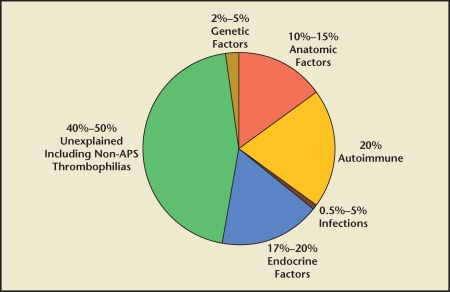 2%–5%
Genetic
Factors
10%–15%
Anatomic
Factors
20%
Autoimmune
0.5%–5%
Infections
17%–20%
Endocrine
Factors
40%–50%
Unexplained
Including Non-APS
Thrombophilias